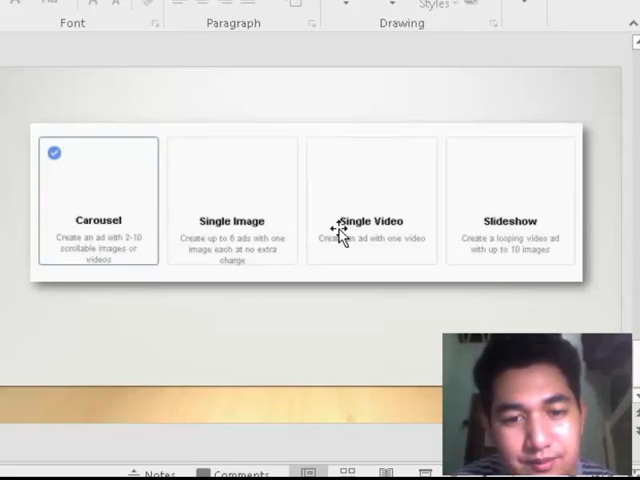 Styles
Font
Paragraph
Drawing
Carousel
Create an ad with 2-10
scrollable images or
videos
Single Image
Create up to 6 ads with one
image each at no extra
charge
Single Video
an ad with one video
Slideshow
Create a looping video ad
with up to 10 images
Notes
Comments